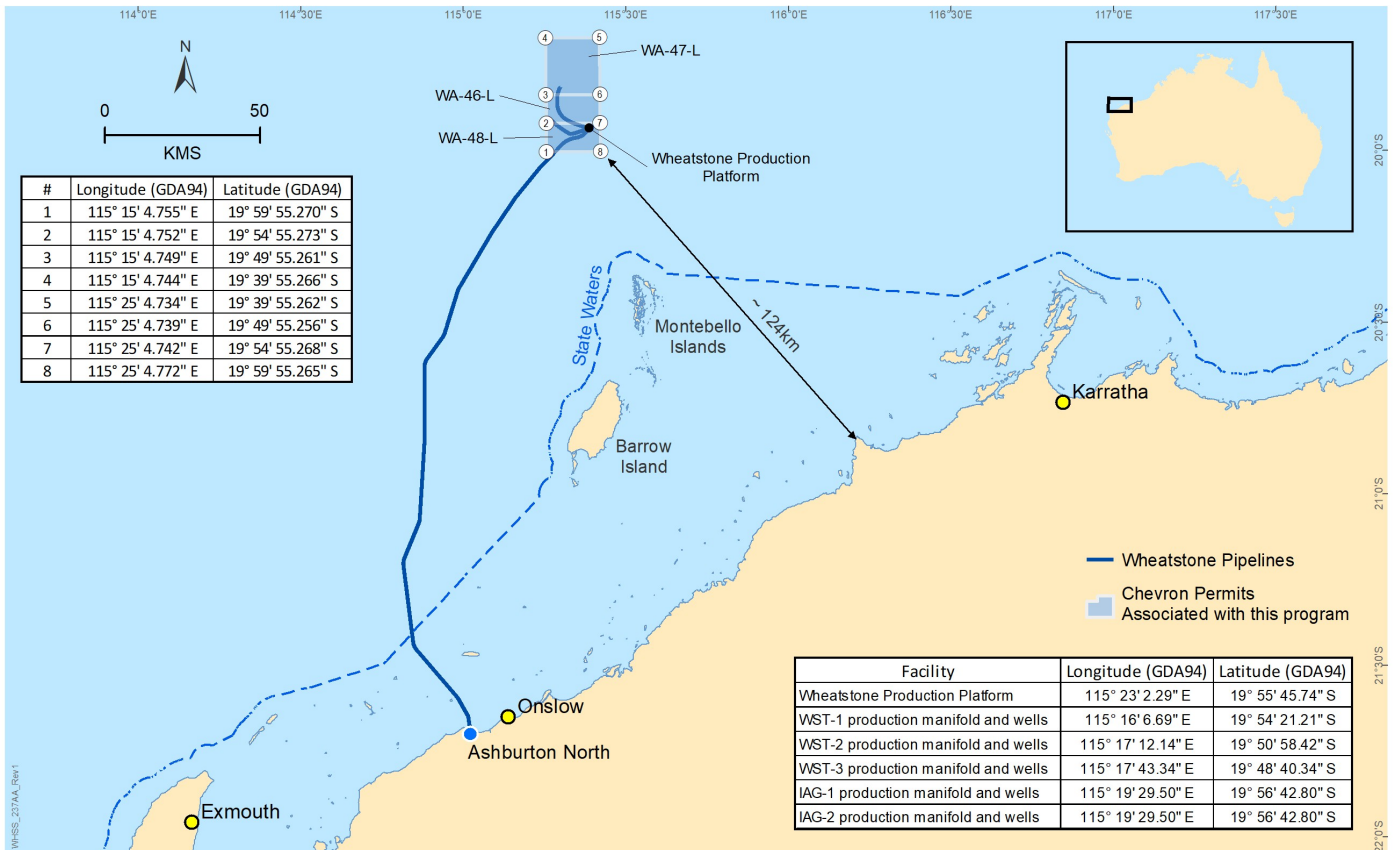 114°0'E 114°30'E 115°0'E 115°30'E 116°0'E 116°30'E 117°0'E 117°30'E
N
0 50
KMS
4 5
WA-47-L
WA-46-L
3 6
2 7
WA-48-L
1 8
Wheatstone Production
Platform
# Longitude (GDA94) Latitude (GDA94)
1 115° 15' 4.755" E 19° 59' 55.270" S
2 115° 15' 4.752" E 19° 54' 55.273" S
3 115° 15' 4.749" E 19° 49' 55.261" S
4 115° 15' 4.744" E 19° 39' 55.266" S
5 115° 25' 4.734" E 19° 39' 55.262" S
6 115° 25' 4.739" E 19° 49' 55.256" S
7 115° 25' 4.742" E 19° 54' 55.268" S
8 115° 25' 4.772" E 19° 59' 55.265" S
20°0'S
State Waters
Montebello
Islands
~ 124km
20°30'S
Karratha
Barrow
Island
21°0'S
Wheatstone Pipelines
Chevron Permits
Associated with this program
21°30'S
Facility Longitude (GDA94) Latitude (GDA94)
Wheatstone Production Platform 115° 23' 2.29" E 19° 55' 45.74" S
WST-1 production manifold and wells 115° 16' 6.69" E 19° 54' 21.21" S
WST-2 production manifold and wells 115° 17' 12.14" E 19° 50' 58.42" S
WST-3 production manifold and wells 115° 17' 43.34" E 19° 48' 40.34" S
IAG-1 production manifold and wells 115° 19' 29.50" E 19° 56' 42.80" S
IAG-2 production manifold and wells 115° 19' 29.50" E 19° 56' 42.80" S
Onslow
Ashburton North
Exmouth
WHSS_237AA_Rev1
22°0'S